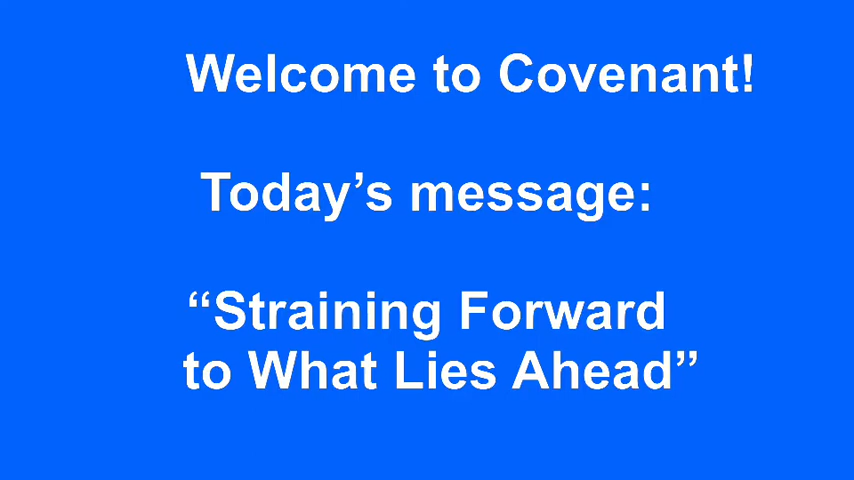 Welcome to Covenant!
Today’s message:
“Straining Forward
to What Lies Ahead”